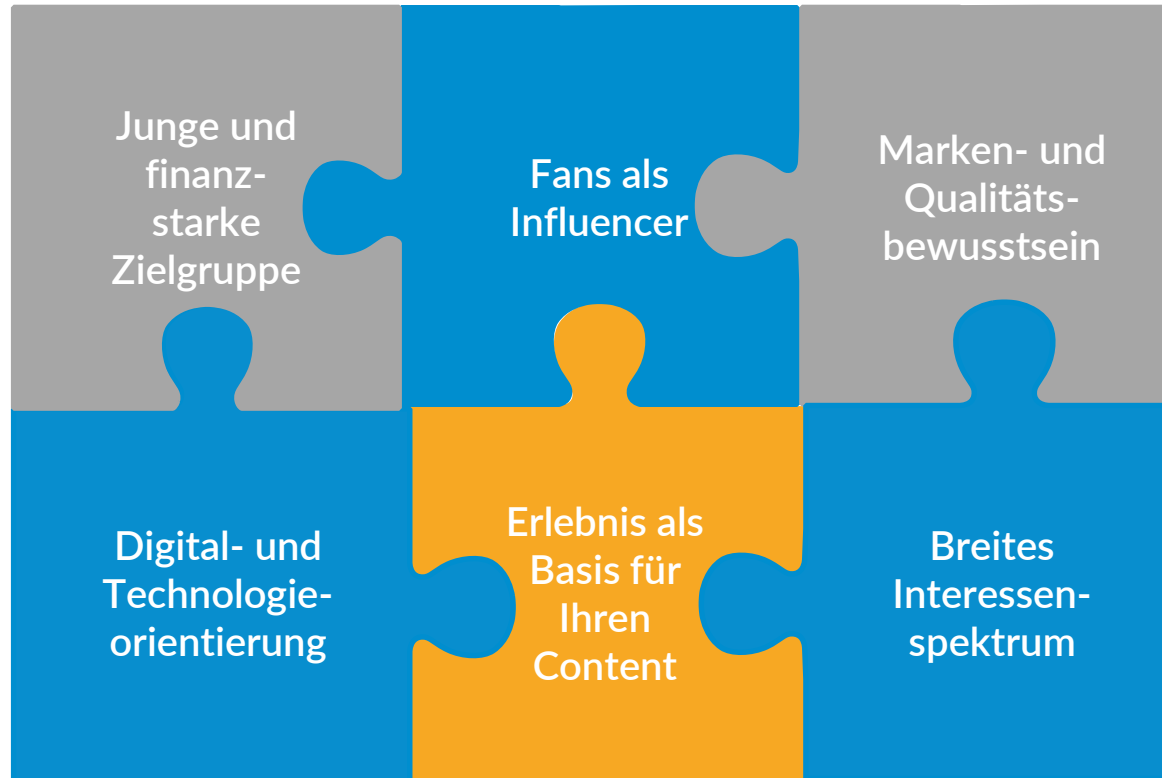 Junge und
finanz-
starke
Zielgruppe
Fans als
Influencer
Marken- und
Qualitäts-
bewusstsein
Digital- und
Technologie-
orientierung
Erlebnis als
Basis für
Ihren
Content
Breites
Interessen-
spektrum